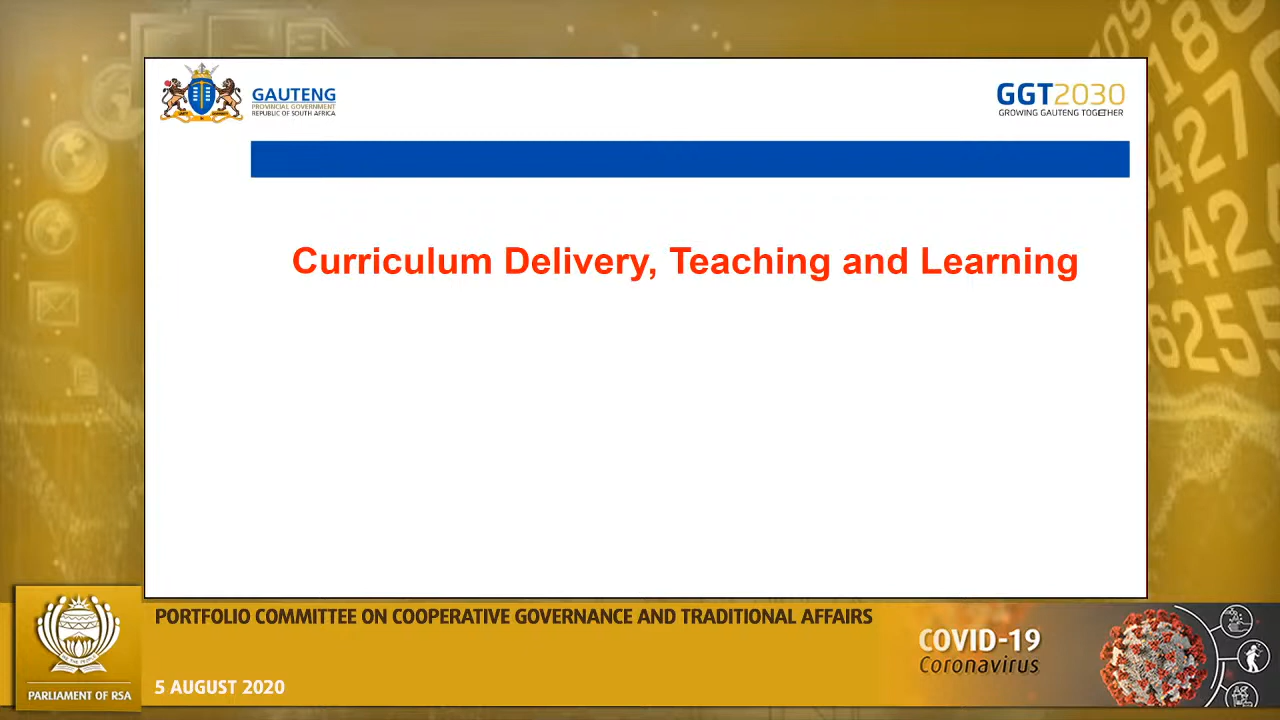 GAUTENG
PROVINCIAL GOVERNMENT
REPUBLIC OF SOUTH AFRICA
GGT2030
GROWING GAUTENG TOGETHER
Curriculum Delivery, Teaching and Learning
PORTFOLIO COMMITTEE ON COOPERATIVE GOVERNANCE AND TRADITIONAL AFFAIRS
COVID-19
Coronavirus
PARLIAMENT OF RSA
5 AUGUST 2020